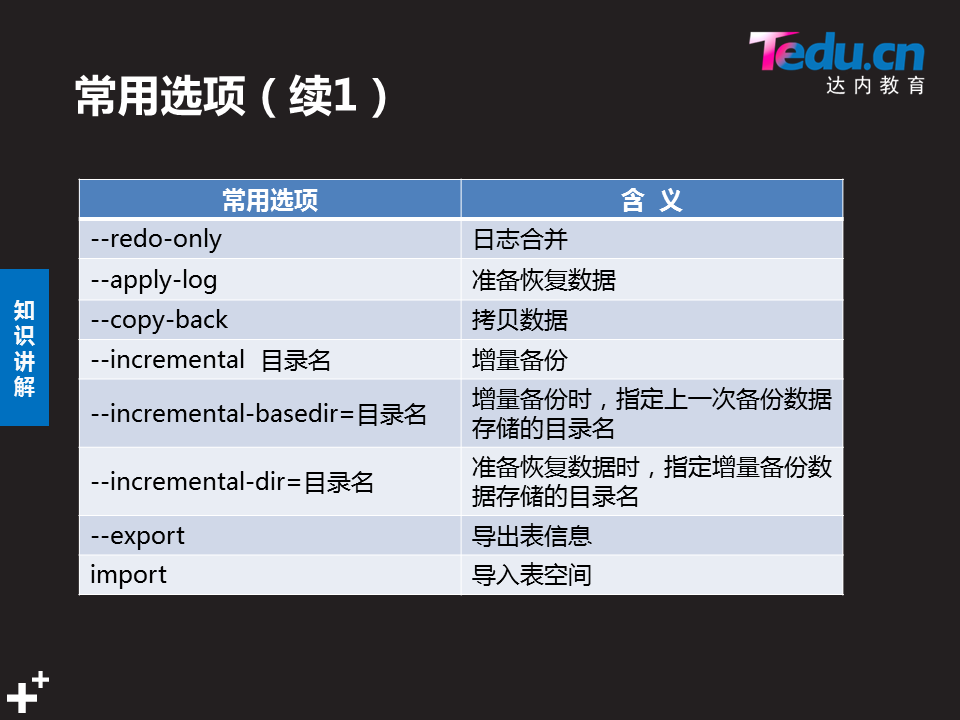 Tedu.cn
达内教育
常用选项（续1）
常用选项 含 义
--redo-only 日志合并
--apply-log 准备恢复数据
--copy-back 拷贝数据
--incremental 目录名 增量备份
--incremental-basedir=目录名 增量备份时，指定上一次备份数据
存储的目录名
--incremental-dir=目录名 准备恢复数据时，指定增量备份数
据存储的目录名
--export 导出表信息
import 导入表空间
知
识
讲
解